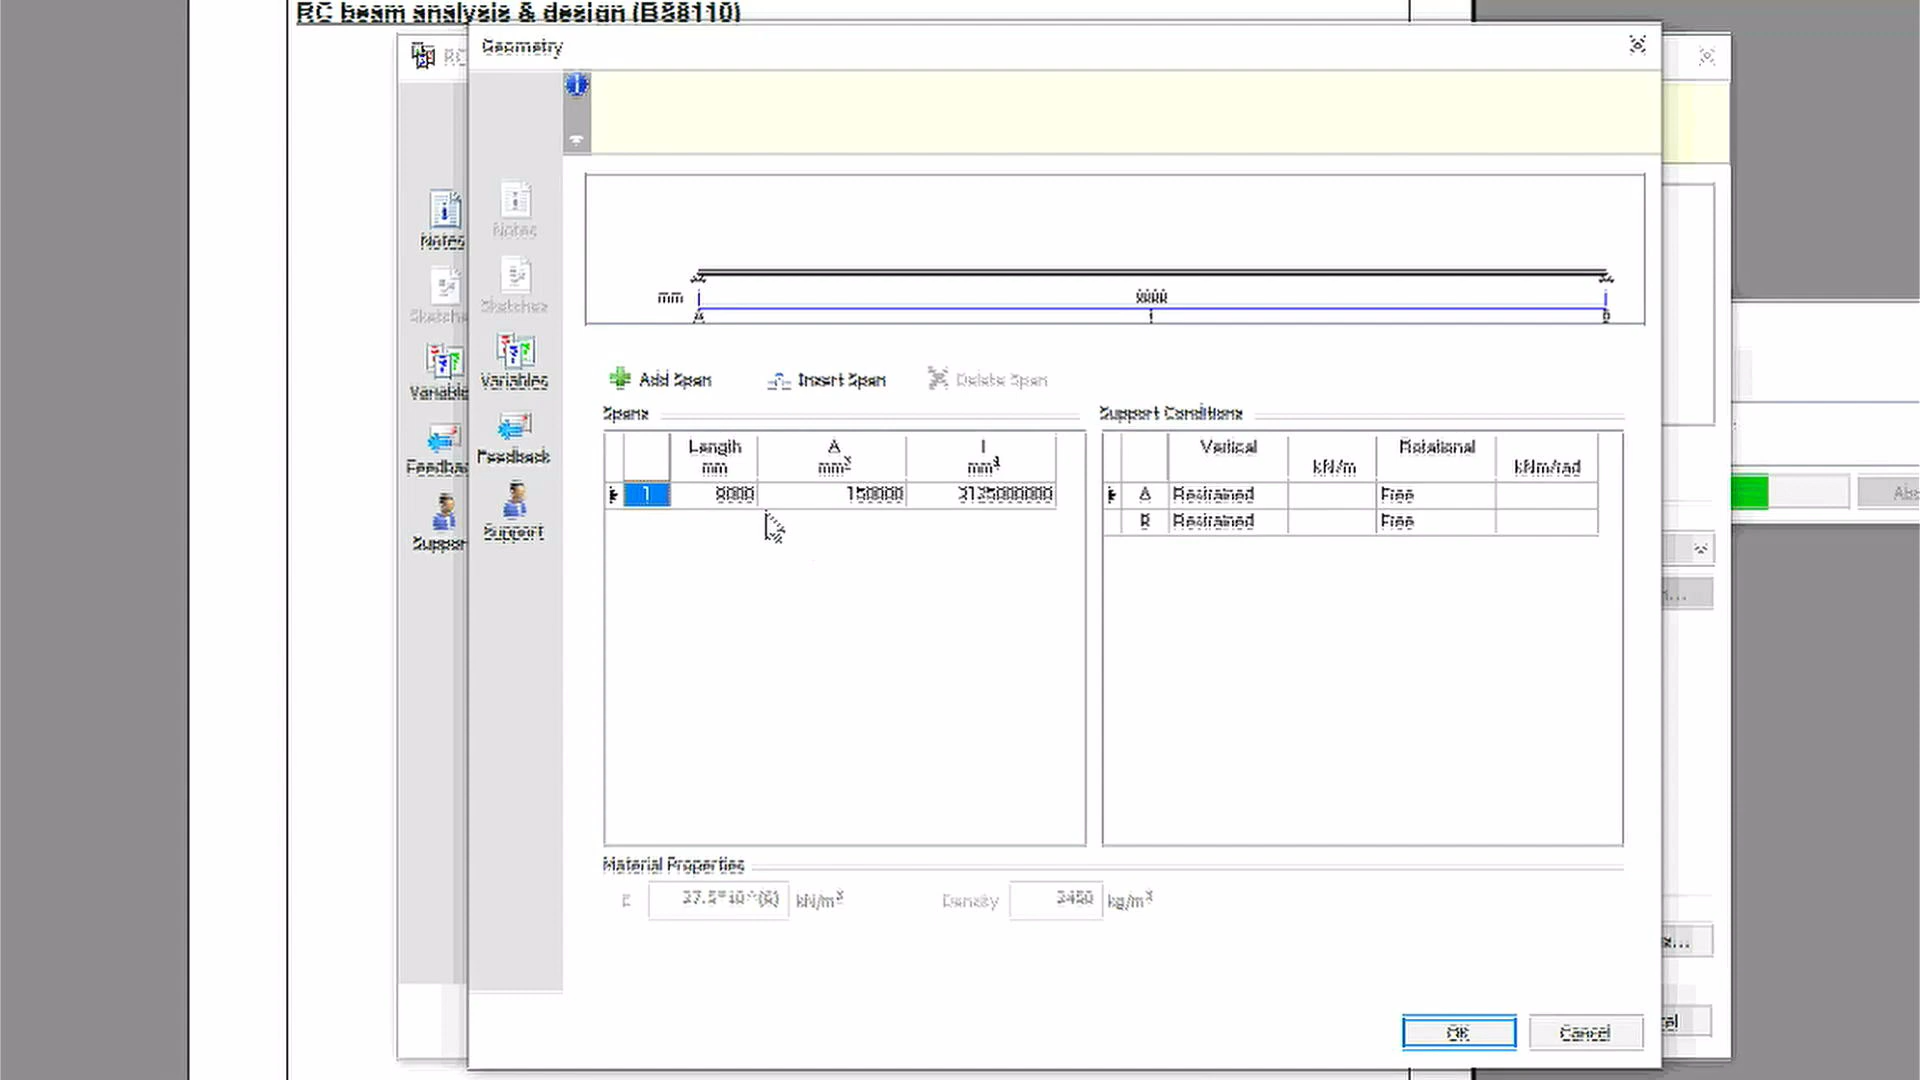 RC beam analysis & design (BS8110)
Geometry
RC
Notes
Notes
Sketches
mm
A
1
B
Add Span
Insert Span
Delete Span
Variables
Feedback
Support
Spans
Support Conditions
Length
mm
A
mm²
I
mm⁴
Vertical
kN/m
Rotational
kNm/rad
1
8000
150000
3125000000
A
Restrained
Free
B
Restrained
Free
Material Properties
E
kN/m²
Density
kg/m³
OK
Cancel